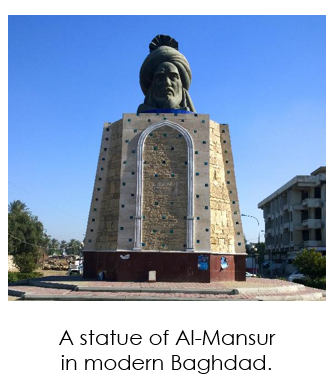 A statue of Al-Mansur
in modern Baghdad.